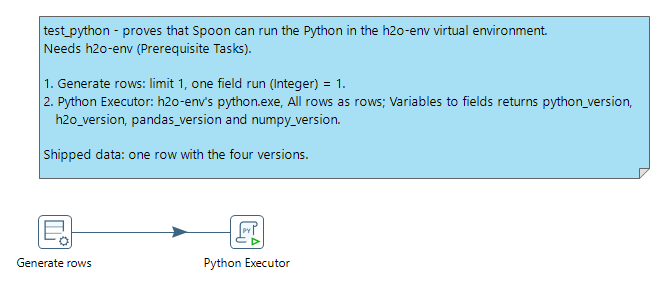 test_python - proves that Spoon can run the Python in the h2o-env virtual environment.
Needs h2o-env (Prerequisite Tasks).
1. Generate rows: limit 1, one field run (Integer) = 1.
2. Python Executor: h2o-env's python.exe, All rows as rows; Variables to fields returns python_version,
h2o_version, pandas_version and numpy_version.
Shipped data: one row with the four versions.
PY
Generate rows
Python Executor